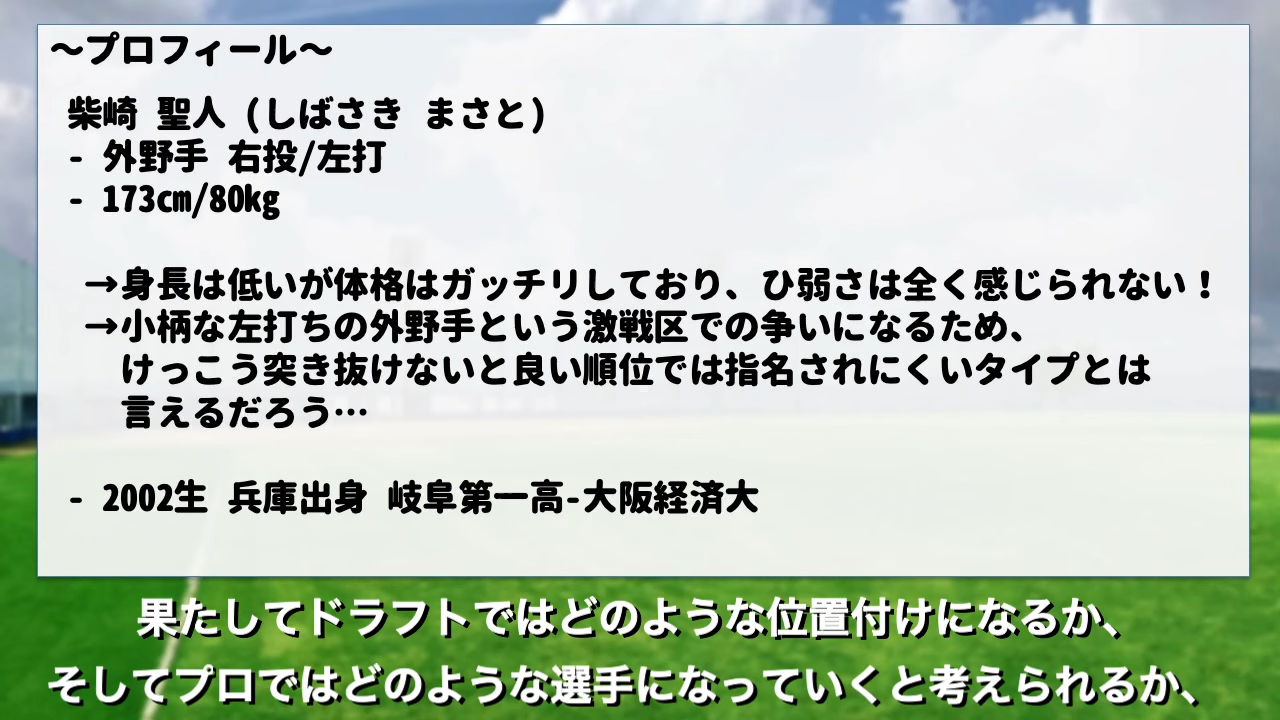 ～プロフィール～
柴崎 聖人 (しばさき まさと)
- 外野手 右投/左打
- 173㎝/80kg
→身長は低いが体格はガッチリしており、ひ弱さは全く感じられない！
→小柄な左打ちの外野手という激戦区での争いになるため、
けっこう突き抜けないと良い順位では指名されにくいタイプとは
言えるだろう…
- 2002生 兵庫出身 岐阜第一高-大阪経済大
果たしてドラフトではどのような位置付けになるか、
そしてプロではどのような選手になっていくと考えられるか、